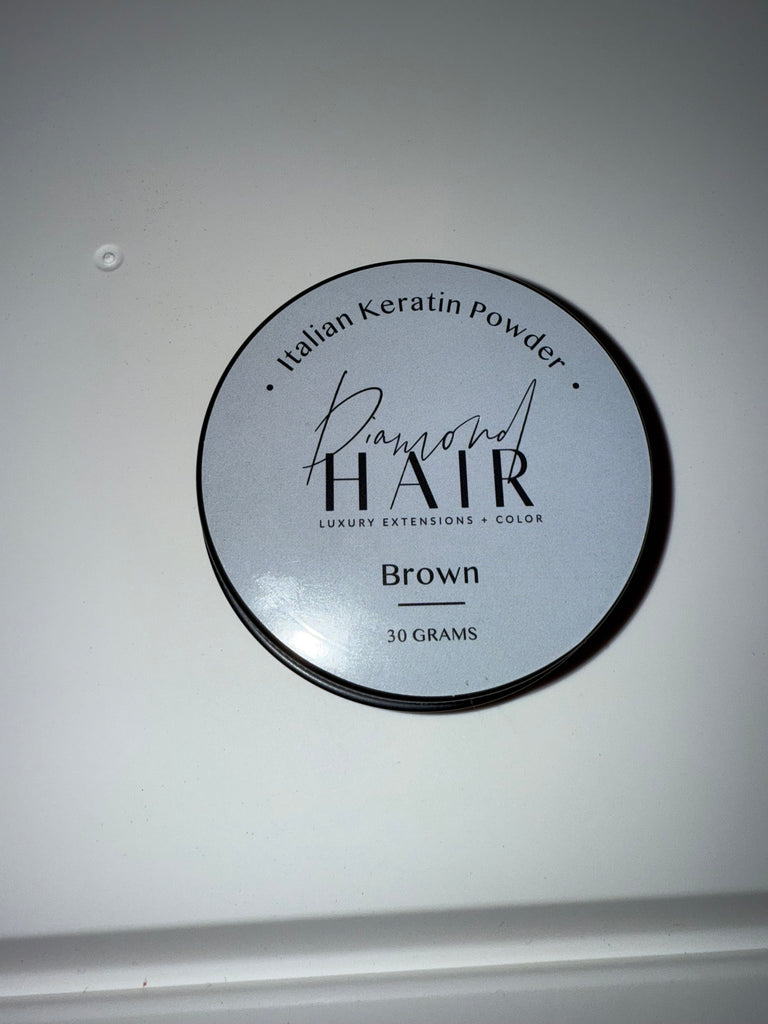 • Italian Keratin Powder •
Diamond
HAIR
LUXURY EXTENSIONS + COLOR
Brown
30 GRAMS